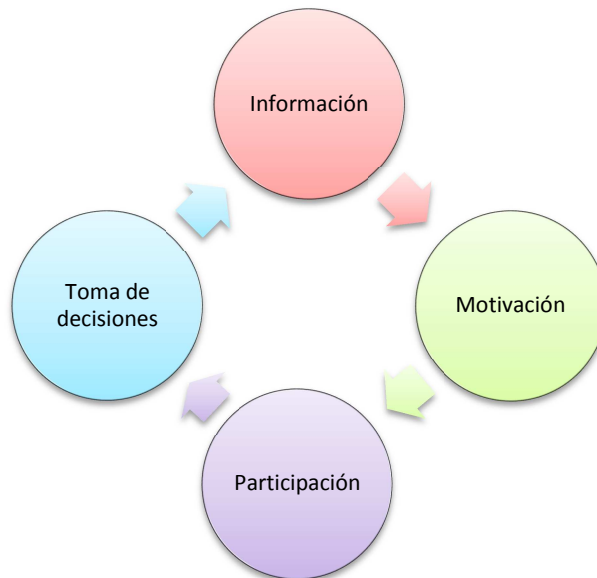 Información
Motivación
Participación
Toma de
decisiones